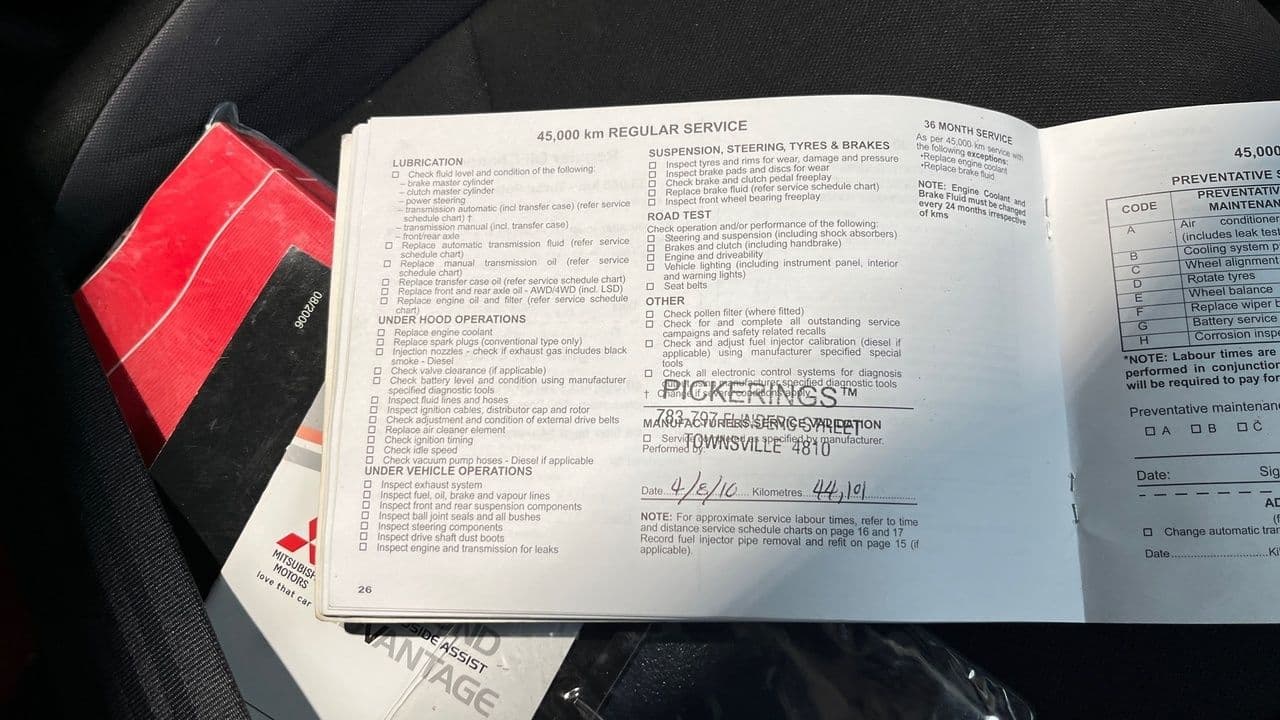 45,000 km REGULAR SERVICE
LUBRICATION
☐ Check fluid level and condition of the following:
– brake master cylinder
– clutch master cylinder
– power steering
– transmission automatic (incl transfer case) (refer service
schedule chart) †
– transmission manual (incl. transfer case)
– front/rear axle
☐ Replace automatic transmission fluid (refer service
schedule chart)
☐ Replace manual transmission oil (refer service
schedule chart)
☐ Replace transfer case oil (refer service schedule chart)
☐ Replace front and rear axle oil - AWD/4WD (incl. LSD)
☐ Replace engine oil and filter (refer service schedule
chart)
UNDER HOOD OPERATIONS
☐ Replace engine coolant
☐ Replace spark plugs (conventional type only)
☐ Injection nozzles - check if exhaust gas includes black
smoke - Diesel
☐ Check valve clearance (if applicable)
☐ Check battery level and condition using manufacturer
specified diagnostic tools
☐ Inspect fluid lines and hoses
☐ Inspect ignition cables, distributor cap and rotor
☐ Check adjustment and condition of external drive belts
☐ Replace air cleaner element
☐ Check ignition timing
☐ Check idle speed
☐ Check vacuum pump hoses - Diesel if applicable
UNDER VEHICLE OPERATIONS
☐ Inspect exhaust system
☐ Inspect fuel, oil, brake and vapour lines
☐ Inspect front and rear suspension components
☐ Inspect ball joint seals and all bushes
☐ Inspect steering components
☐ Inspect drive shaft dust boots
☐ Inspect engine and transmission for leaks
26
SUSPENSION, STEERING, TYRES & BRAKES
☐ Inspect tyres and rims for wear, damage and pressure
☐ Inspect brake pads and discs for wear
☐ Check brake and clutch pedal freeplay
☐ Replace brake fluid (refer service schedule chart)
☐ Inspect front wheel bearing freeplay
ROAD TEST
Check operation and/or performance of the following:
☐ Steering and suspension (including shock absorbers)
☐ Brakes and clutch (including handbrake)
☐ Engine and driveability
☐ Vehicle lighting (including instrument panel, interior
and warning lights)
☐ Seat belts
OTHER
☐ Check pollen filter (where fitted)
☐ Check for and complete all outstanding service
campaigns and safety related recalls
☐ Check and adjust fuel injector calibration (diesel if
applicable) using manufacturer specified special
tools
☐ Check all electronic control systems for diagnosis
manufacturer specified diagnostic tools
†
PICKERINGS™
783-797 FLINDERS STREET
TOWNSVILLE 4810
MANUFACTURERS SERVICE VALIDATION
☐ Service as specified by manufacturer.
Performed by:
Date...4/8/10.... Kilometres...44,101
NOTE: For approximate service labour times, refer to time
and distance service schedule charts on page 16 and 17
Record fuel injector pipe removal and refit on page 15 (if
applicable).
36 MONTH SERVICE
As per 45,000 km service with
the following exceptions:
•Replace engine coolant
•Replace brake fluid.
NOTE: Engine Coolant and
Brake Fluid must be changed
every 24 months irrespective
of kms
45,000
PREVENTATIVE S
CODE
PREVENTATIV
MAINTENAN
A Air conditione
(includes leak test
B Cooling system p
C Wheel alignment
D Rotate tyres
E Wheel balance
F Replace wiper b
G Battery service
H Corrosion insp
*NOTE: Labour times are
performed in conjunction
will be required to pay for
Preventative maintenanc
☐ A ☐ B ☐ C
Date: Sig
☐ Change automatic tran
Date
08/2006
MITSUBISHI
MOTORS
love that car
SIDE ASSIST
VANTAGE